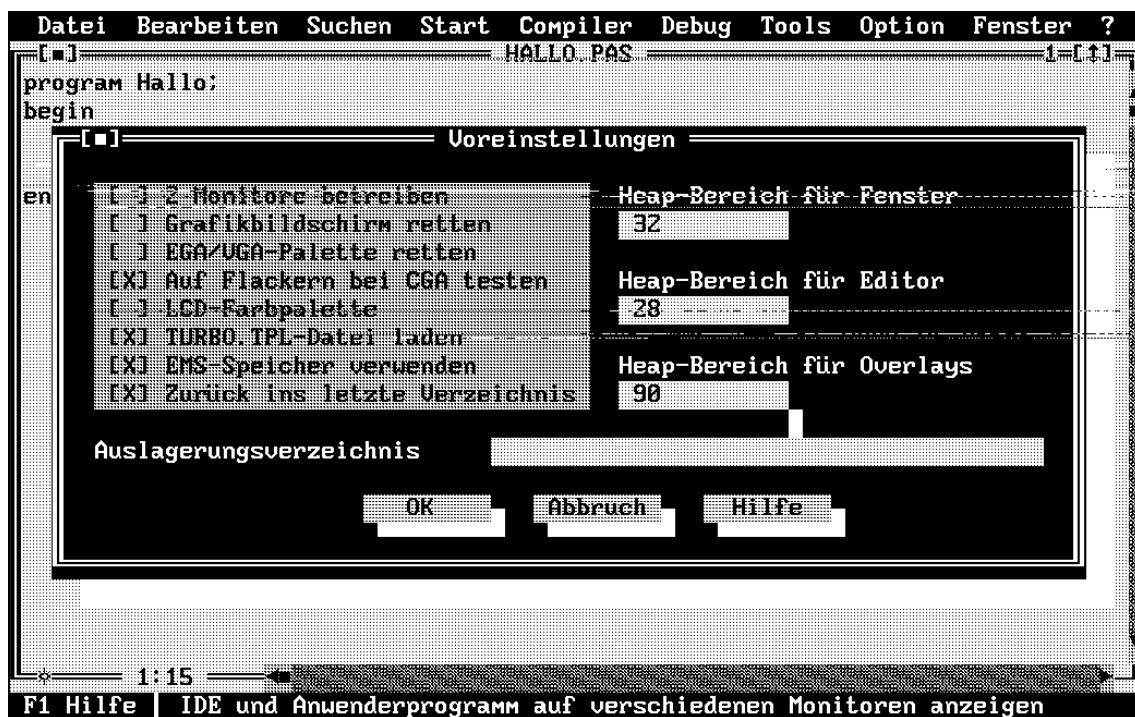 Datei Bearbeiten Suchen Start Compiler Debug Tools Option Fenster ?
[■] HALLO.PAS 1-[↕]
program Hallo;
begin
[■] Voreinstellungen
en
[ ] 2 Monitore betreiben
[ ] Grafikbildschirm retten
[ ] EGA/VGA-Palette retten
[X] Auf Flackern bei CGA testen
[ ] LCD-Farbpalette
[X] TURBO.TPL-Datei laden
[X] EMS-Speicher verwenden
[X] Zurück ins letzte Verzeichnis
Heap-Bereich für Fenster
32
Heap-Bereich für Editor
28
Heap-Bereich für Overlays
90
Auslagerungsverzeichnis
OK Abbruch Hilfe
1:15
F1 Hilfe │ IDE und Anwenderprogramm auf verschiedenen Monitoren anzeigen